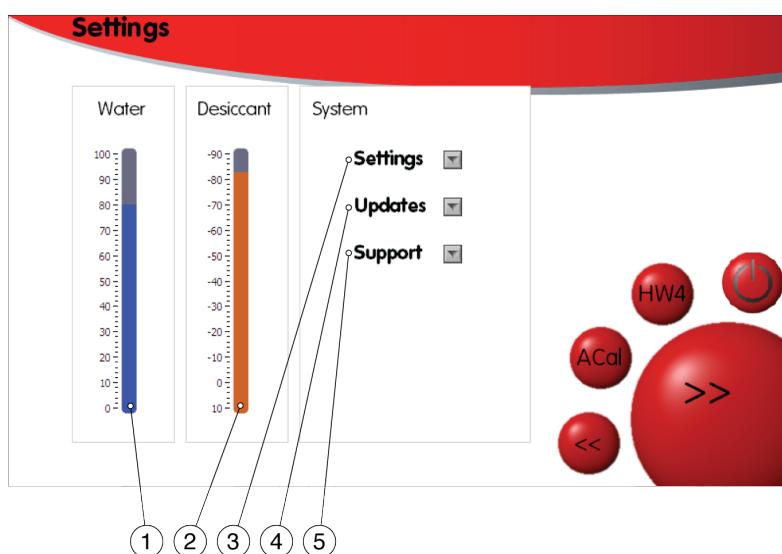 Settings
Water
100
90
80
70
60
50
40
30
20
10
0
Desiccant
-90
-80
-70
-60
-50
-40
-30
-20
-10
0
10
System
Settings
Updates
Support
HW4
ACal
>>
<<
1 2 3 4 5